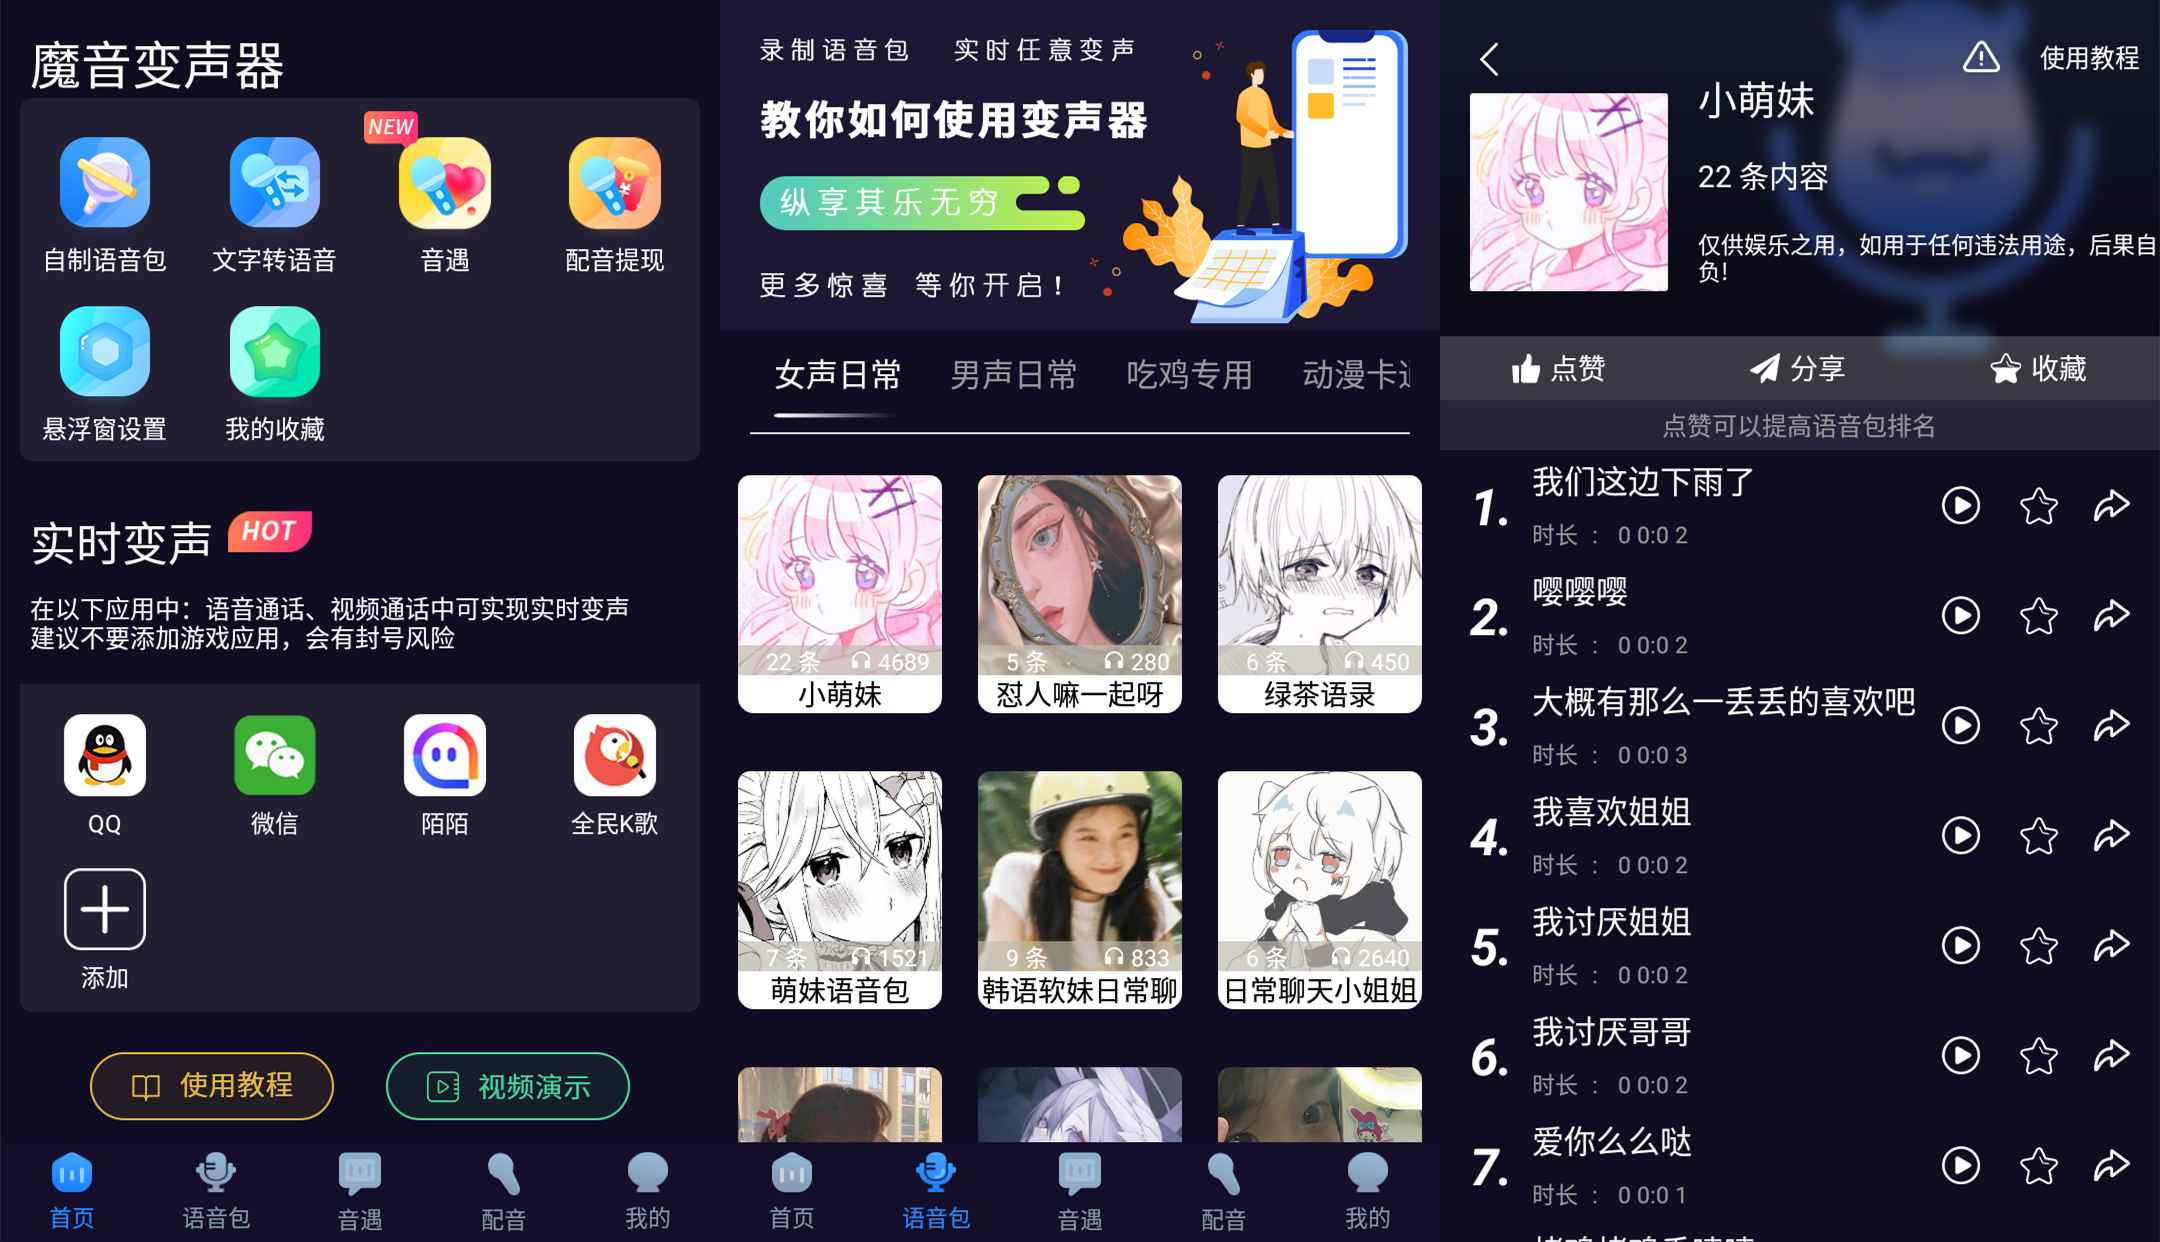 魔音变声器
NEW
自制语音包
文字转语音
音遇
配音提现
悬浮窗设置
我的收藏
实时变声
HOT
在以下应用中：语音通话、视频通话中可实现实时变声
建议不要添加游戏应用，会有封号风险
QQ
微信
陌陌
全民K歌
添加
使用教程
视频演示
首页
语音包
音遇
配音
我的
录制语音包 实时任意变声
教你如何使用变声器
纵享其乐无穷
更多惊喜 等你开启！
女声日常
男声日常
吃鸡专用
动漫卡通
22 条 4689
小萌妹
5 条 280
怼人嘛一起呀
6 条 450
绿茶语录
7 条 1521
萌妹语音包
9 条 833
韩语软妹日常聊
6 条 2640
日常聊天小姐姐
首页
语音包
音遇
配音
我的
使用教程
小萌妹
22 条内容
仅供娱乐之用，如用于任何违法用途，后果自
负！
点赞
分享
收藏
点赞可以提高语音包排名
1.
我们这边下雨了
时长 ： 0 0:0 2
2.
嘤嘤嘤
时长 ： 0 0:0 2
3.
大概有那么一丢丢的喜欢吧
时长 ： 0 0:0 3
4.
我喜欢姐姐
时长 ： 0 0:0 2
5.
我讨厌姐姐
时长 ： 0 0:0 2
6.
我讨厌哥哥
时长 ： 0 0:0 2
7.
爱你么么哒
时长 ： 0 0:0 1